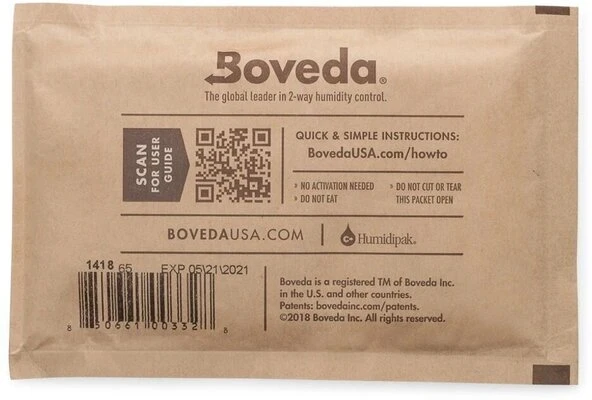 Boveda®
The global leader in 2-way humidity control.
SCAN
FOR USER
GUIDE
QUICK & SIMPLE INSTRUCTIONS:
BovedaUSA.com/howto
› NO ACTIVATION NEEDED
› DO NOT EAT
› DO NOT CUT OR TEAR
THIS PACKET OPEN
BOVEDAUSA.COM
Humidipak®
1418 65 EXP 05|21|2021
8 50661 00332 8
Boveda is a registered TM of Boveda Inc.
in the U.S. and other countries.
Patents: bovedainc.com/patents.
©2018 Boveda Inc. All rights reserved.